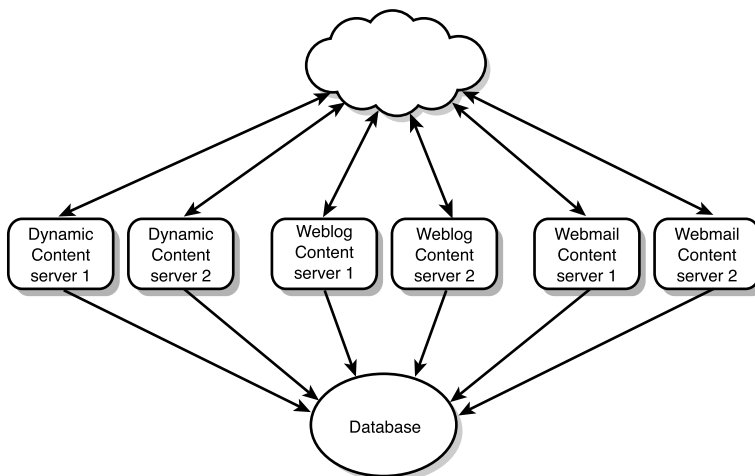 Dynamic
Content
server 1
Dynamic
Content
server 2
Weblog
Content
server 1
Weblog
Content
server 2
Webmail
Content
server 1
Webmail
Content
server 2
Database